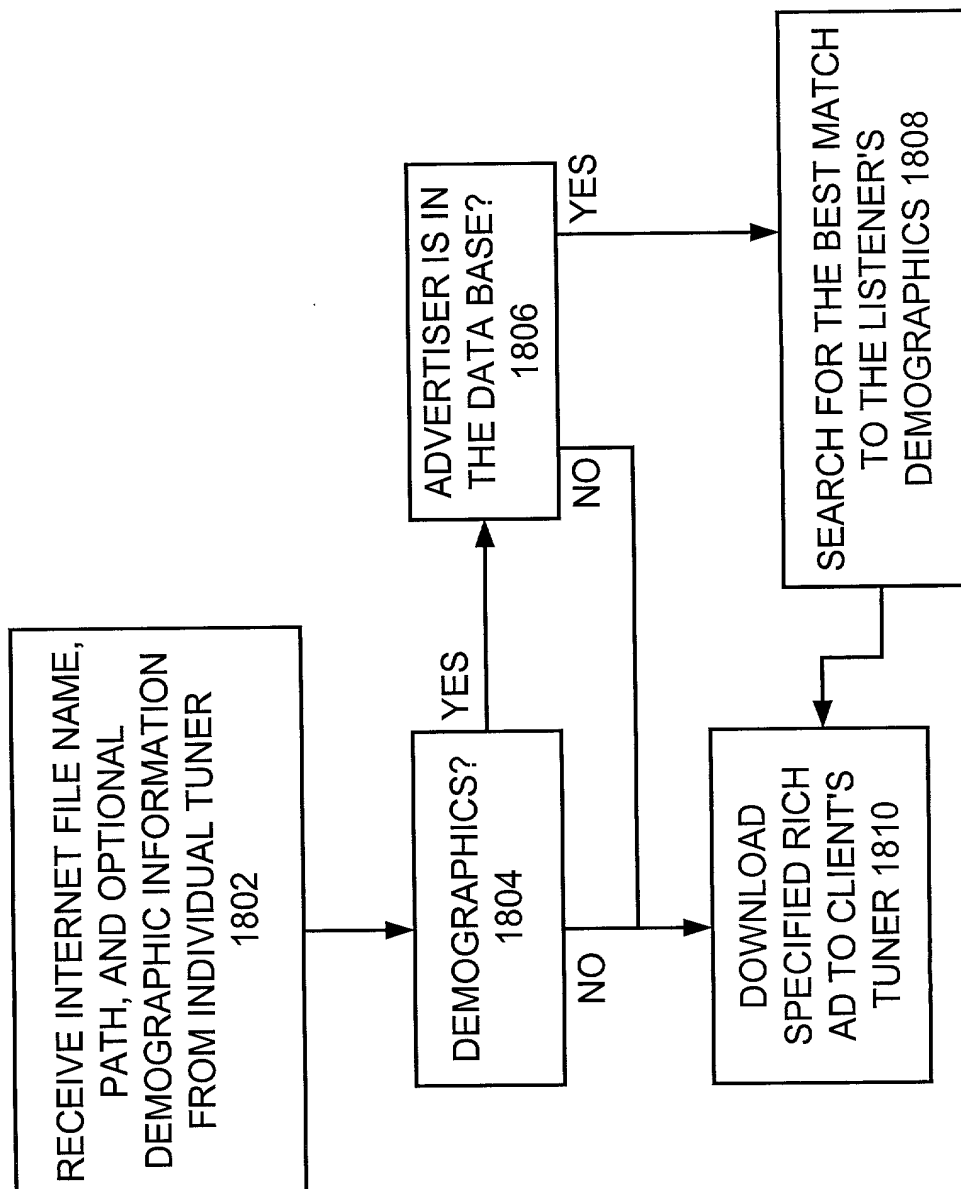 RECEIVE INTERNET FILE NAME,
PATH, AND OPTIONAL
DEMOGRAPHIC INFORMATION
FROM INDIVIDUAL TUNER
1802
DEMOGRAPHICS?
1804
YES
NO
ADVERTISER IS IN
THE DATA BASE?
1806
YES
NO
SEARCH FOR THE BEST MATCH
TO THE LISTENER'S
DEMOGRAPHICS 1808
DOWNLOAD
SPECIFIED RICH
AD TO CLIENT'S
TUNER 1810